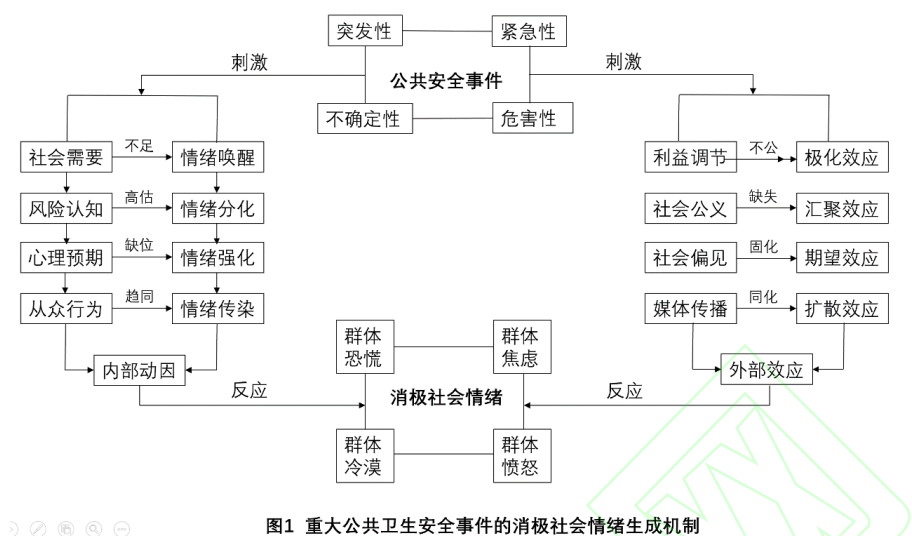 突发性
紧急性
刺激
刺激
公共安全事件
不确定性
危害性
社会需要
不足
情绪唤醒
利益调节
不公
极化效应
风险认知
高估
情绪分化
社会公义
缺失
汇聚效应
心理预期
缺位
情绪强化
社会偏见
固化
期望效应
从众行为
趋同
情绪传染
媒体传播
同化
扩散效应
群体
恐慌
群体
焦虑
内部动因
外部效应
反应
消极社会情绪
反应
群体
冷漠
群体
愤怒
图1 重大公共卫生安全事件的消极社会情绪生成机制